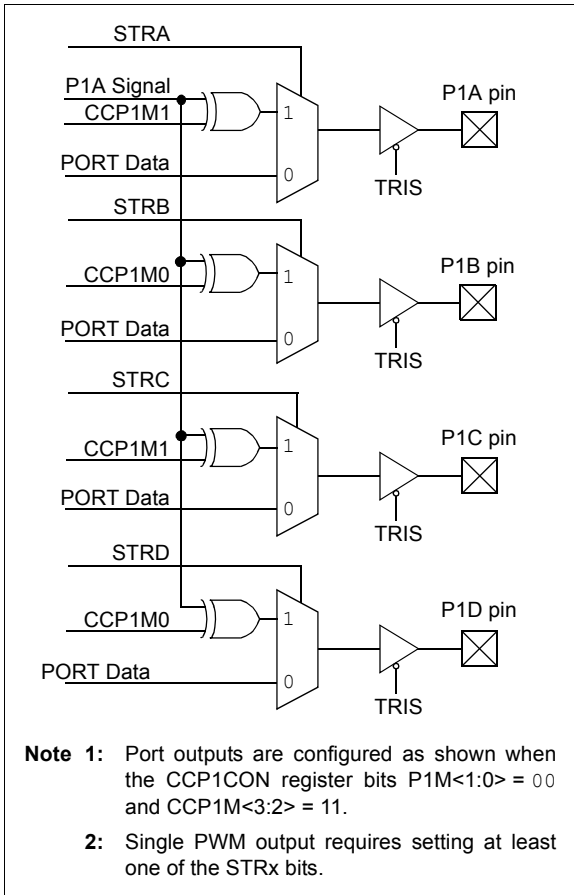 STRA
P1A Signal
CCP1M1
1
P1A pin
PORT Data
0
TRIS
STRB
CCP1M0
1
P1B pin
PORT Data
0
TRIS
STRC
CCP1M1
1
P1C pin
PORT Data
0
TRIS
STRD
CCP1M0
1
P1D pin
PORT Data
0
TRIS
Note 1: Port outputs are configured as shown when
the CCP1CON register bits P1M<1:0> = 00
and CCP1M<3:2> = 11.
2: Single PWM output requires setting at least
one of the STRx bits.